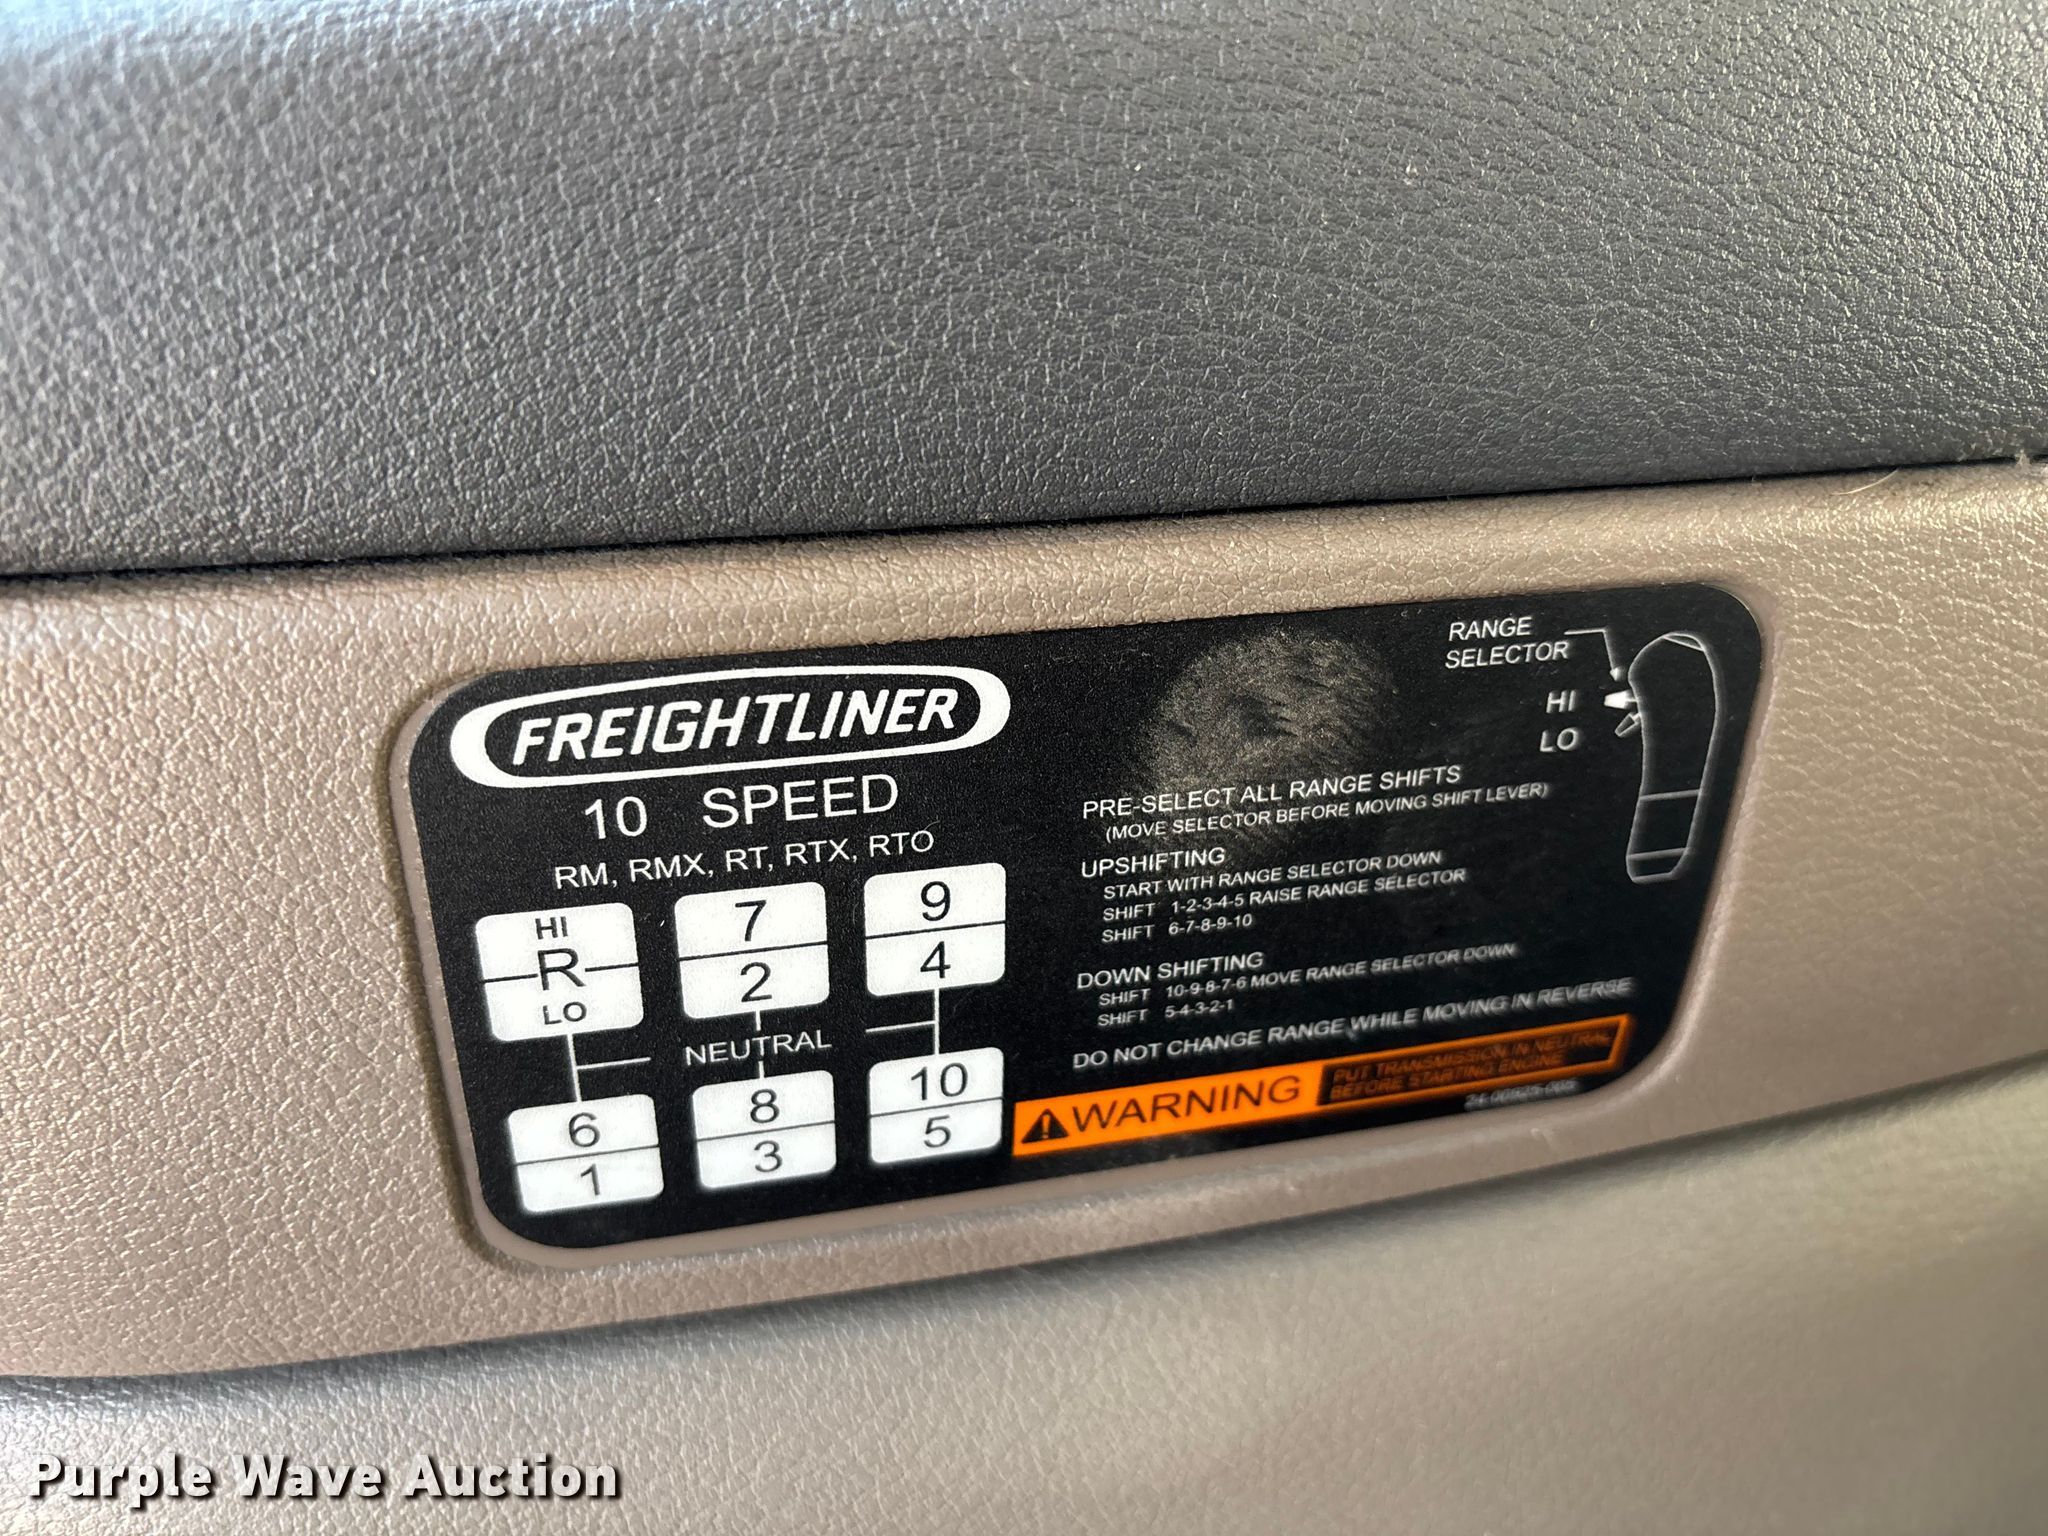 FREIGHTLINER
10 SPEED
RM, RMX, RT, RTX, RTO
HI
R
LO
7
2
9
4
NEUTRAL
6
1
8
3
10
5
RANGE
SELECTOR
HI
LO
PRE-SELECT ALL RANGE SHIFTS
(MOVE SELECTOR BEFORE MOVING SHIFT LEVER)
UPSHIFTING
START WITH RANGE SELECTOR DOWN
SHIFT 1-2-3-4-5 RAISE RANGE SELECTOR
SHIFT 6-7-8-9-10
DOWN SHIFTING
SHIFT 10-9-8-7-6 MOVE RANGE SELECTOR DOWN
SHIFT 5-4-3-2-1
DO NOT CHANGE RANGE WHILE MOVING IN REVERSE
WARNING
PUT TRANSMISSION IN NEUTRAL
BEFORE STARTING ENGINE
24-00925-005
Purple Wave Auction